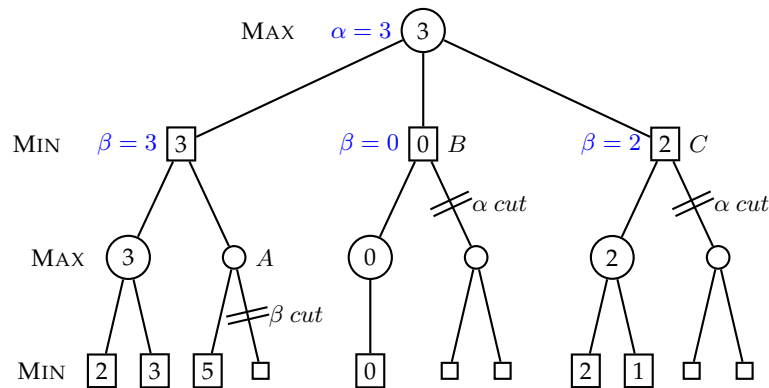 MAX α = 3 3
MIN β = 3 3 β = 0 0 B β = 2 2 C
α cut α cut
MAX 3 A 0 2
β cut
MIN 2 3 5 0 2 1